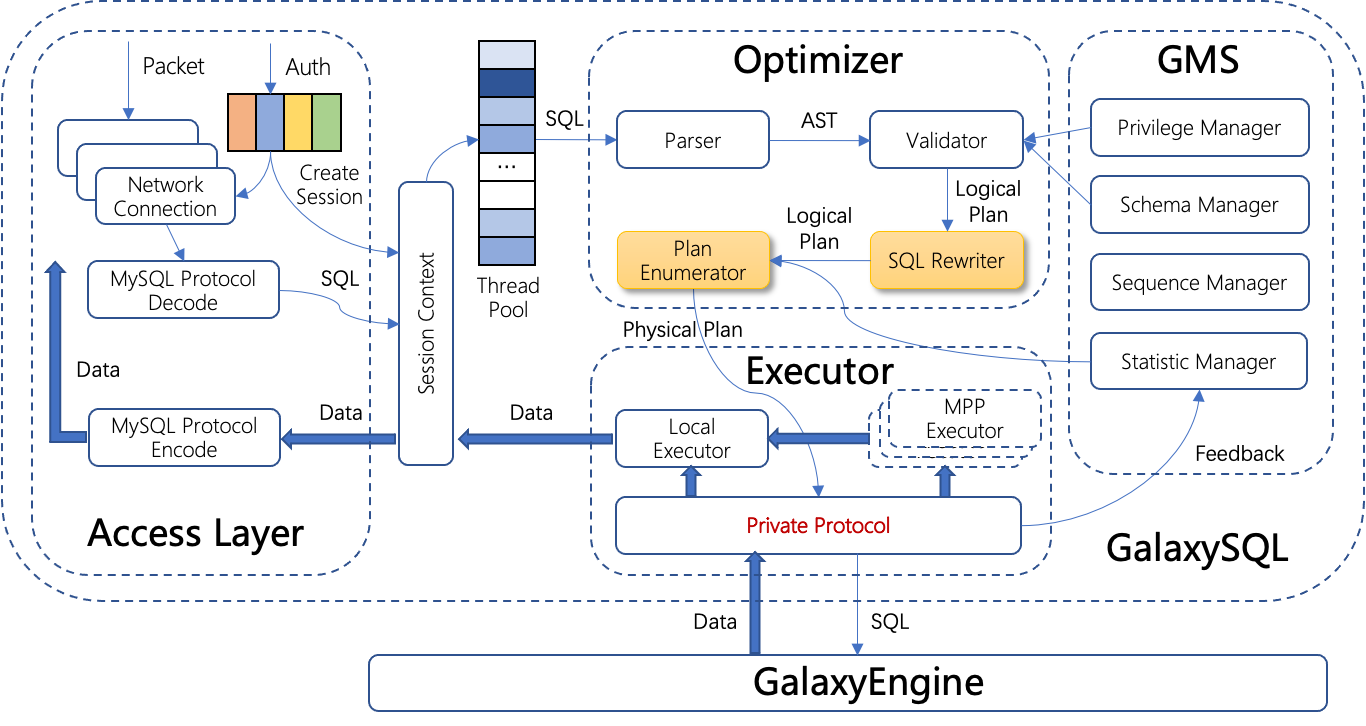 Packet
Auth
Network
Connection
Create
Session
MySQL Protocol
Decode
SQL
Data
MySQL Protocol
Encode
Data
Access Layer
Session Context
...
Thread
Pool
SQL
Optimizer
Parser
AST
Validator
Logical
Plan
Logical
Plan
Plan
Enumerator
SQL Rewriter
Physical Plan
Executor
Data
Local
Executor
MPP
Executor
Private Protocol
GMS
Privilege Manager
Schema Manager
Sequence Manager
Statistic Manager
Feedback
GalaxySQL
Data
SQL
GalaxyEngine